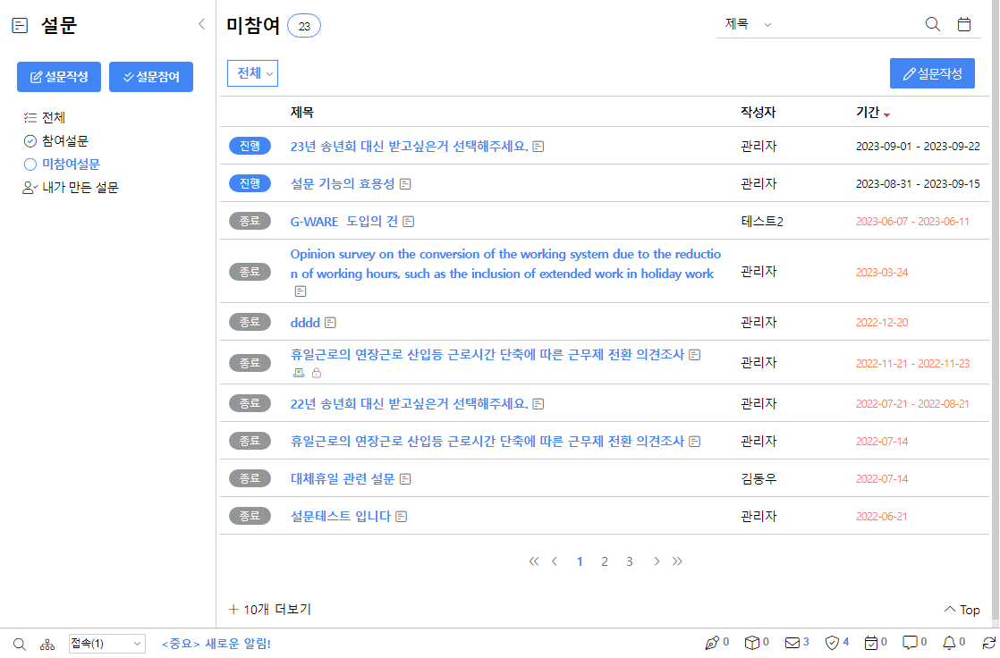 설문
설문작성 설문참여
전체
참여설문
미참여설문
내가 만든 설문
미참여 23
제목
전체
설문작성
제목 작성자 기간
진행 23년 송년회 대신 받고싶은거 선택해주세요. 관리자 2023-09-01 - 2023-09-22
진행 설문 기능의 효용성 관리자 2023-08-31 - 2023-09-15
종료 G-WARE 도입의 건 테스트2 2023-06-07 - 2023-06-11
종료 Opinion survey on the conversion of the working system due to the reductio
n of working hours, such as the inclusion of extended work in holiday work 관리자 2023-03-24
종료 dddd 관리자 2022-12-20
종료 휴일근로의 연장근로 산입등 근로시간 단축에 따른 근무제 전환 의견조사 관리자 2022-11-21 - 2022-11-23
종료 22년 송년회 대신 받고싶은거 선택해주세요. 관리자 2022-07-21 - 2022-08-21
종료 휴일근로의 연장근로 산입등 근로시간 단축에 따른 근무제 전환 의견조사 관리자 2022-07-14
종료 대체휴일 관련 설문 김동우 2022-07-14
종료 설문테스트 입니다 관리자 2022-06-21
1 2 3
10개 더보기 Top
접속(1) <중요> 새로운 알림! 0 0 3 4 0 0 0